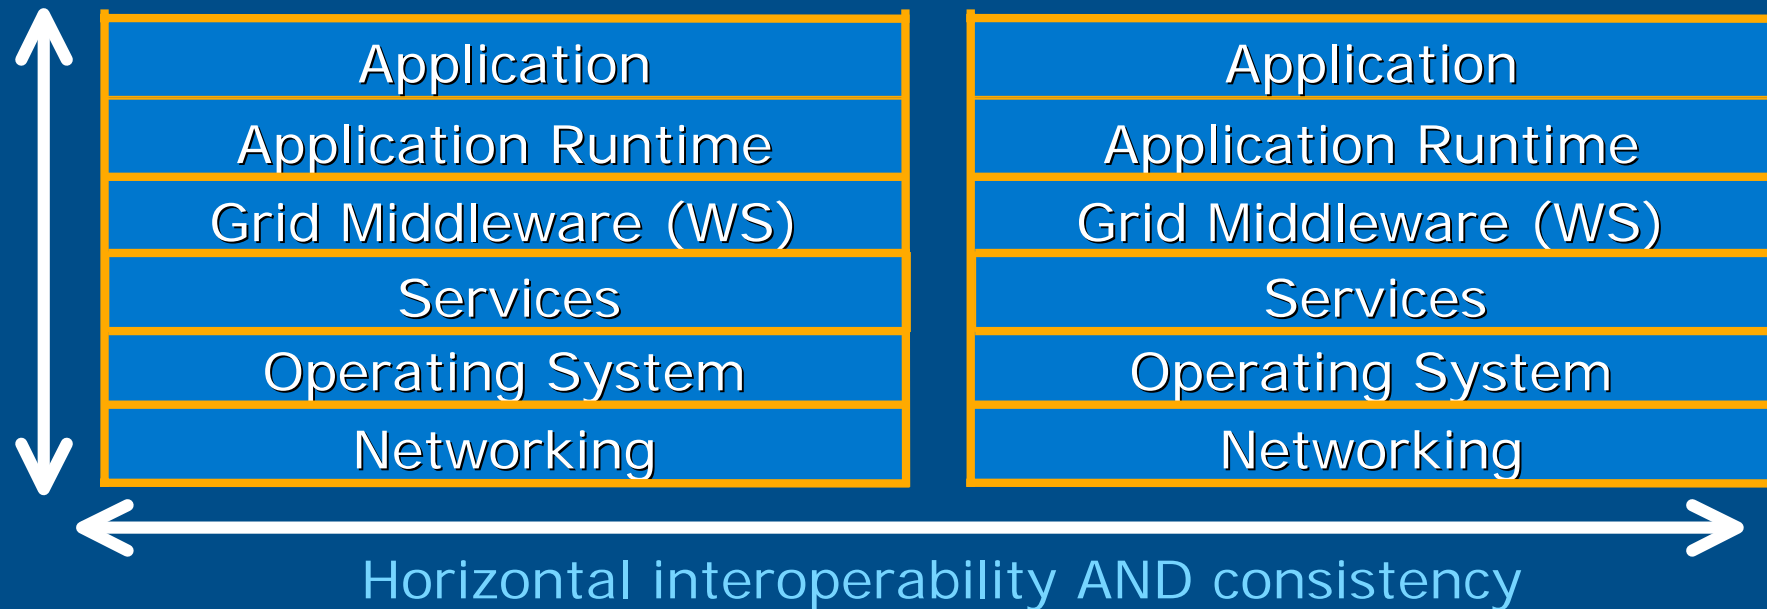 Application
Application Runtime
Grid Middleware (WS)
Services
Operating System
Networking
Application
Application Runtime
Grid Middleware (WS)
Services
Operating System
Networking
Horizontal interoperability AND consistency